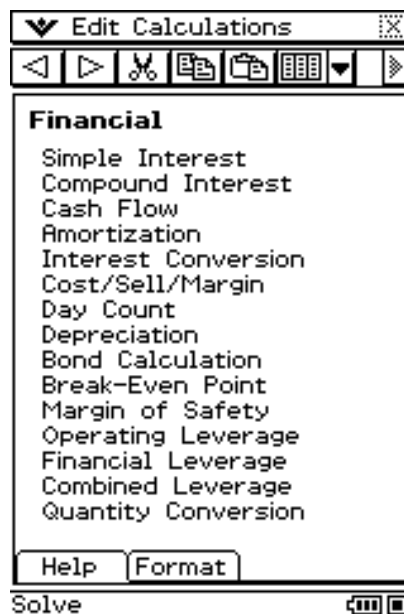 Edit Calculations
Financial
Simple Interest
Compound Interest
Cash Flow
Amortization
Interest Conversion
Cost/Sell/Margin
Day Count
Depreciation
Bond Calculation
Break-Even Point
Margin of Safety
Operating Leverage
Financial Leverage
Combined Leverage
Quantity Conversion
Help Format
Solve